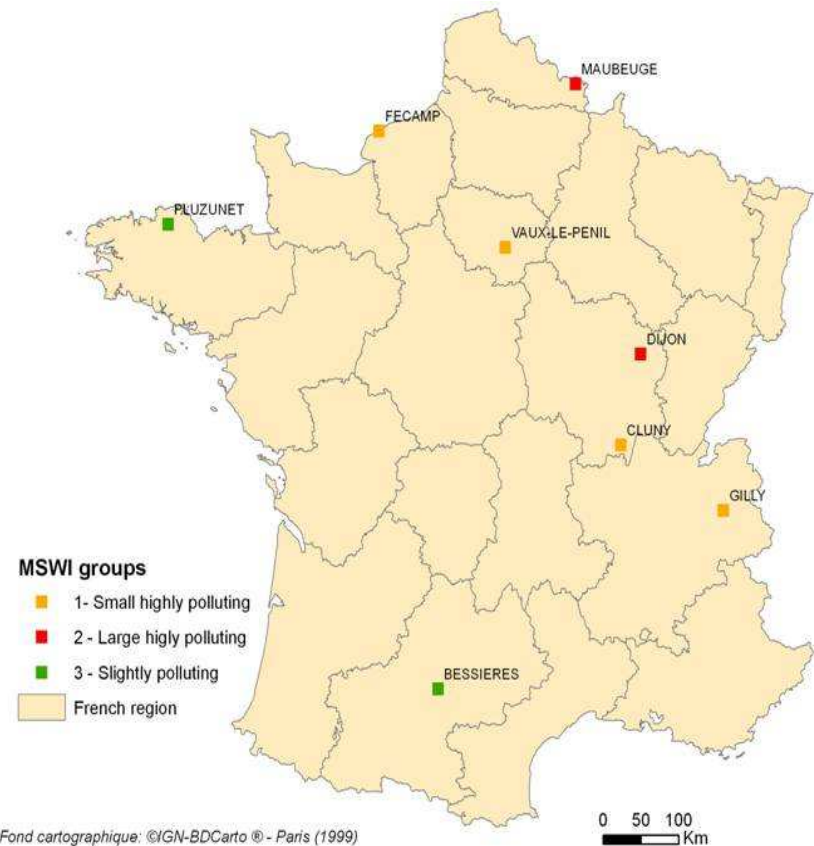 MAUBEUGE
FECAMP
PLUZUNET
VAUX-LE-PENIL
DIJON
CLUNY
GILLY
BESSIERES
MSWI groups
1- Small highly polluting
2 - Large higly polluting
3 - Slightly polluting
French region
Fond cartographique: ©IGN-BDCarto ® - Paris (1999)
0 50 100
Km